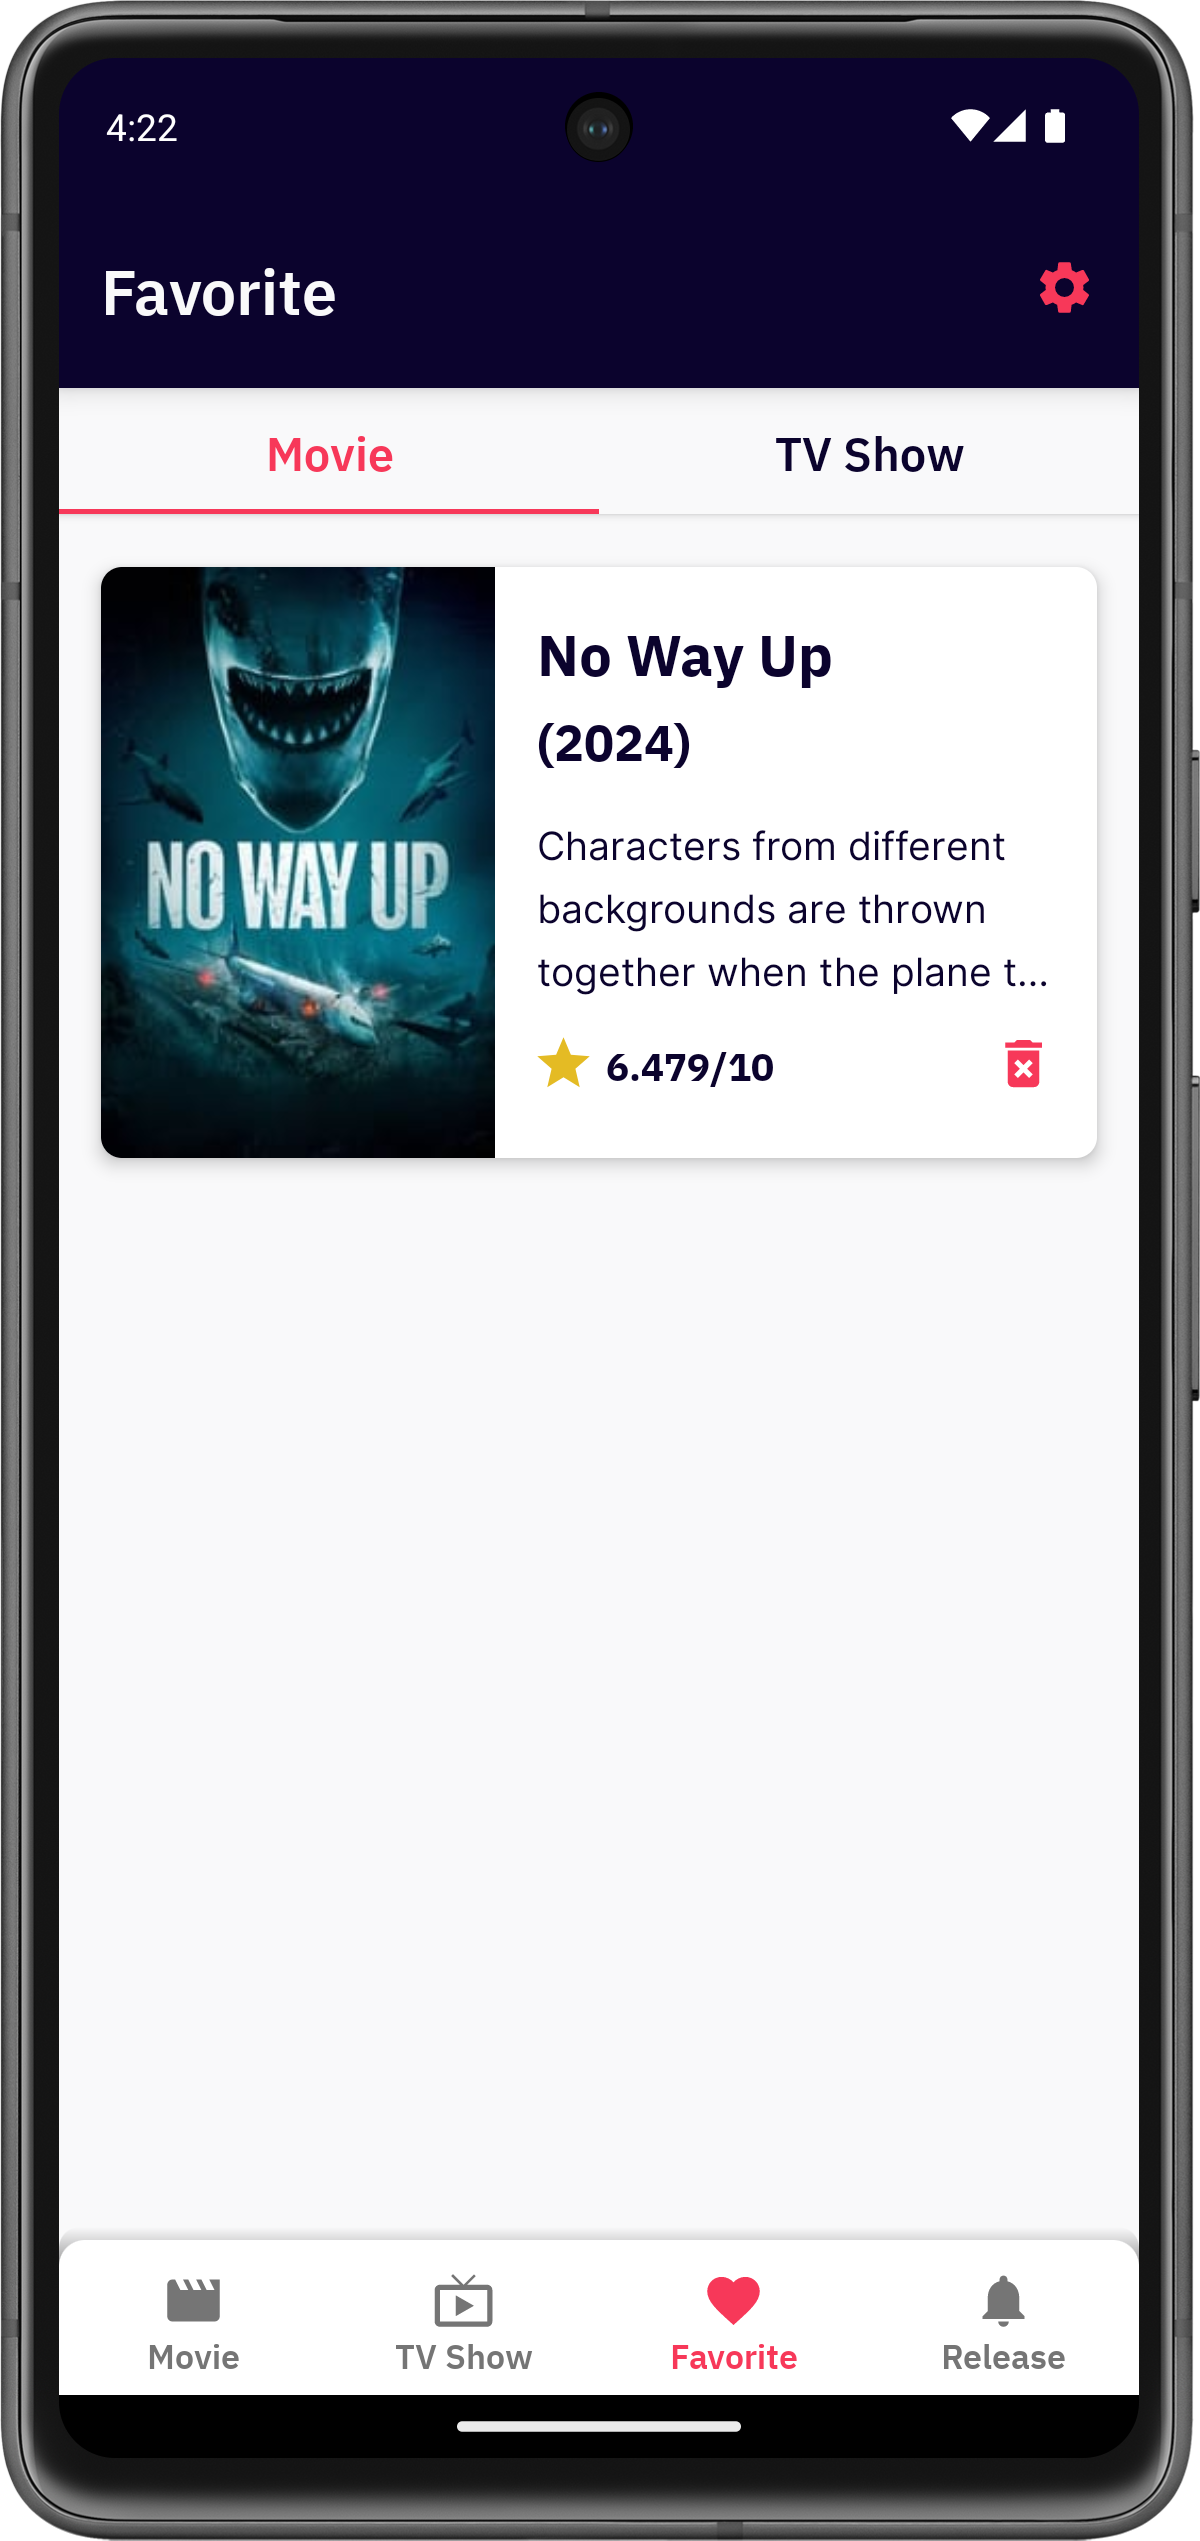 4:22
Favorite
Movie
TV Show
NO WAY UP
No Way Up
(2024)
Characters from different
backgrounds are thrown
together when the plane t...
6.479/10
Movie
TV Show
Favorite
Release